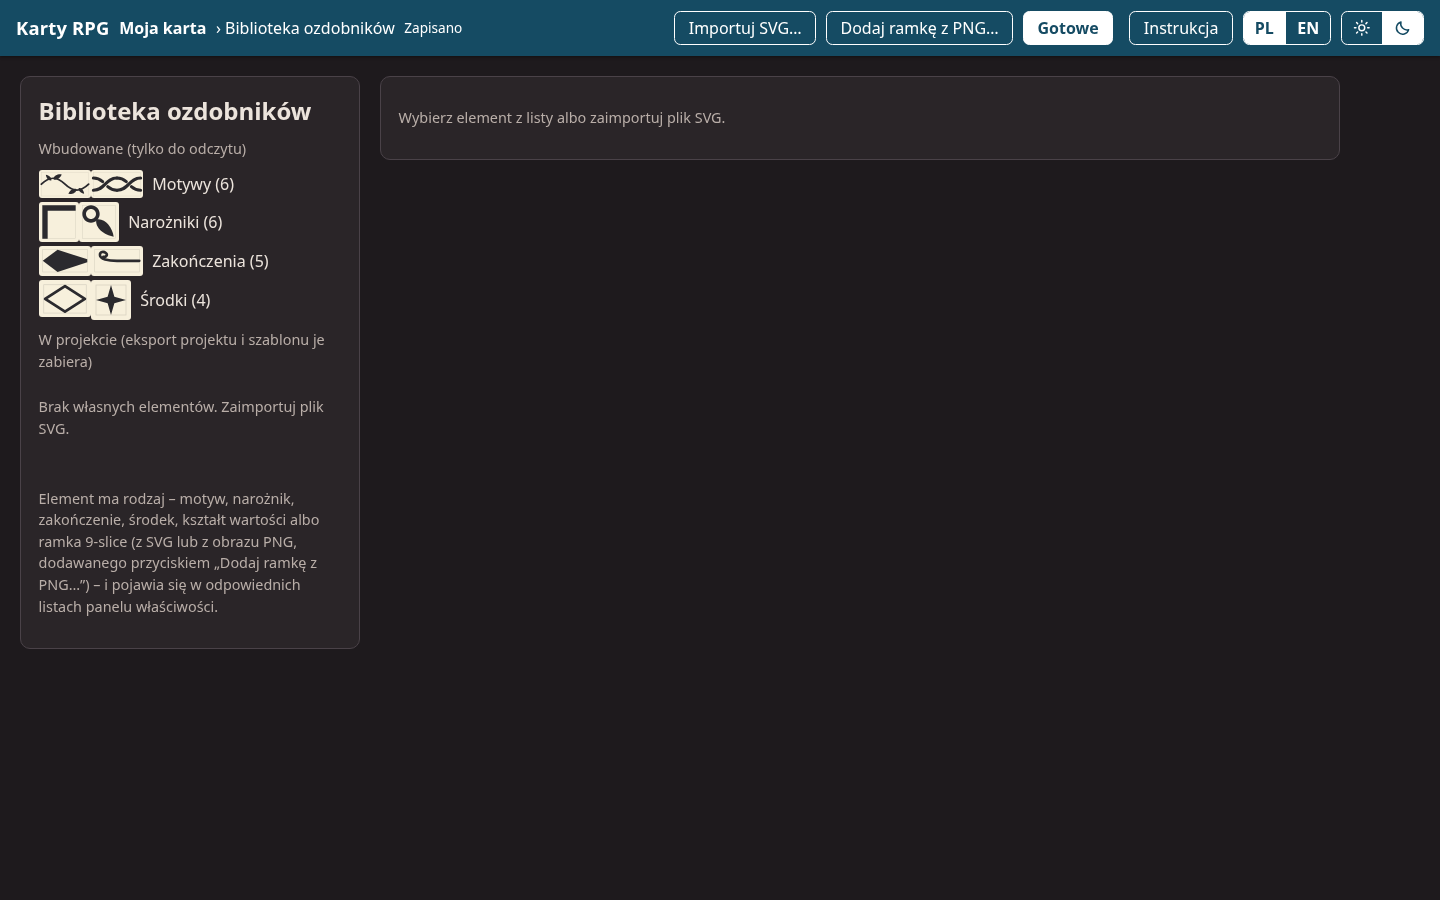 Karty RPG Moja karta › Biblioteka ozdobników Zapisano Importuj SVG… Dodaj ramkę z PNG… Gotowe Instrukcja PL EN
Biblioteka ozdobników
Wbudowane (tylko do odczytu)
Motywy (6)
Narożniki (6)
Zakończenia (5)
Środki (4)
W projekcie (eksport projektu i szablonu je
zabiera)
Brak własnych elementów. Zaimportuj plik
SVG.
Element ma rodzaj – motyw, narożnik,
zakończenie, środek, kształt wartości albo
ramka 9-slice (z SVG lub z obrazu PNG,
dodawanego przyciskiem „Dodaj ramkę z
PNG…”) – i pojawia się w odpowiednich
listach panelu właściwości.
Wybierz element z listy albo zaimportuj plik SVG.